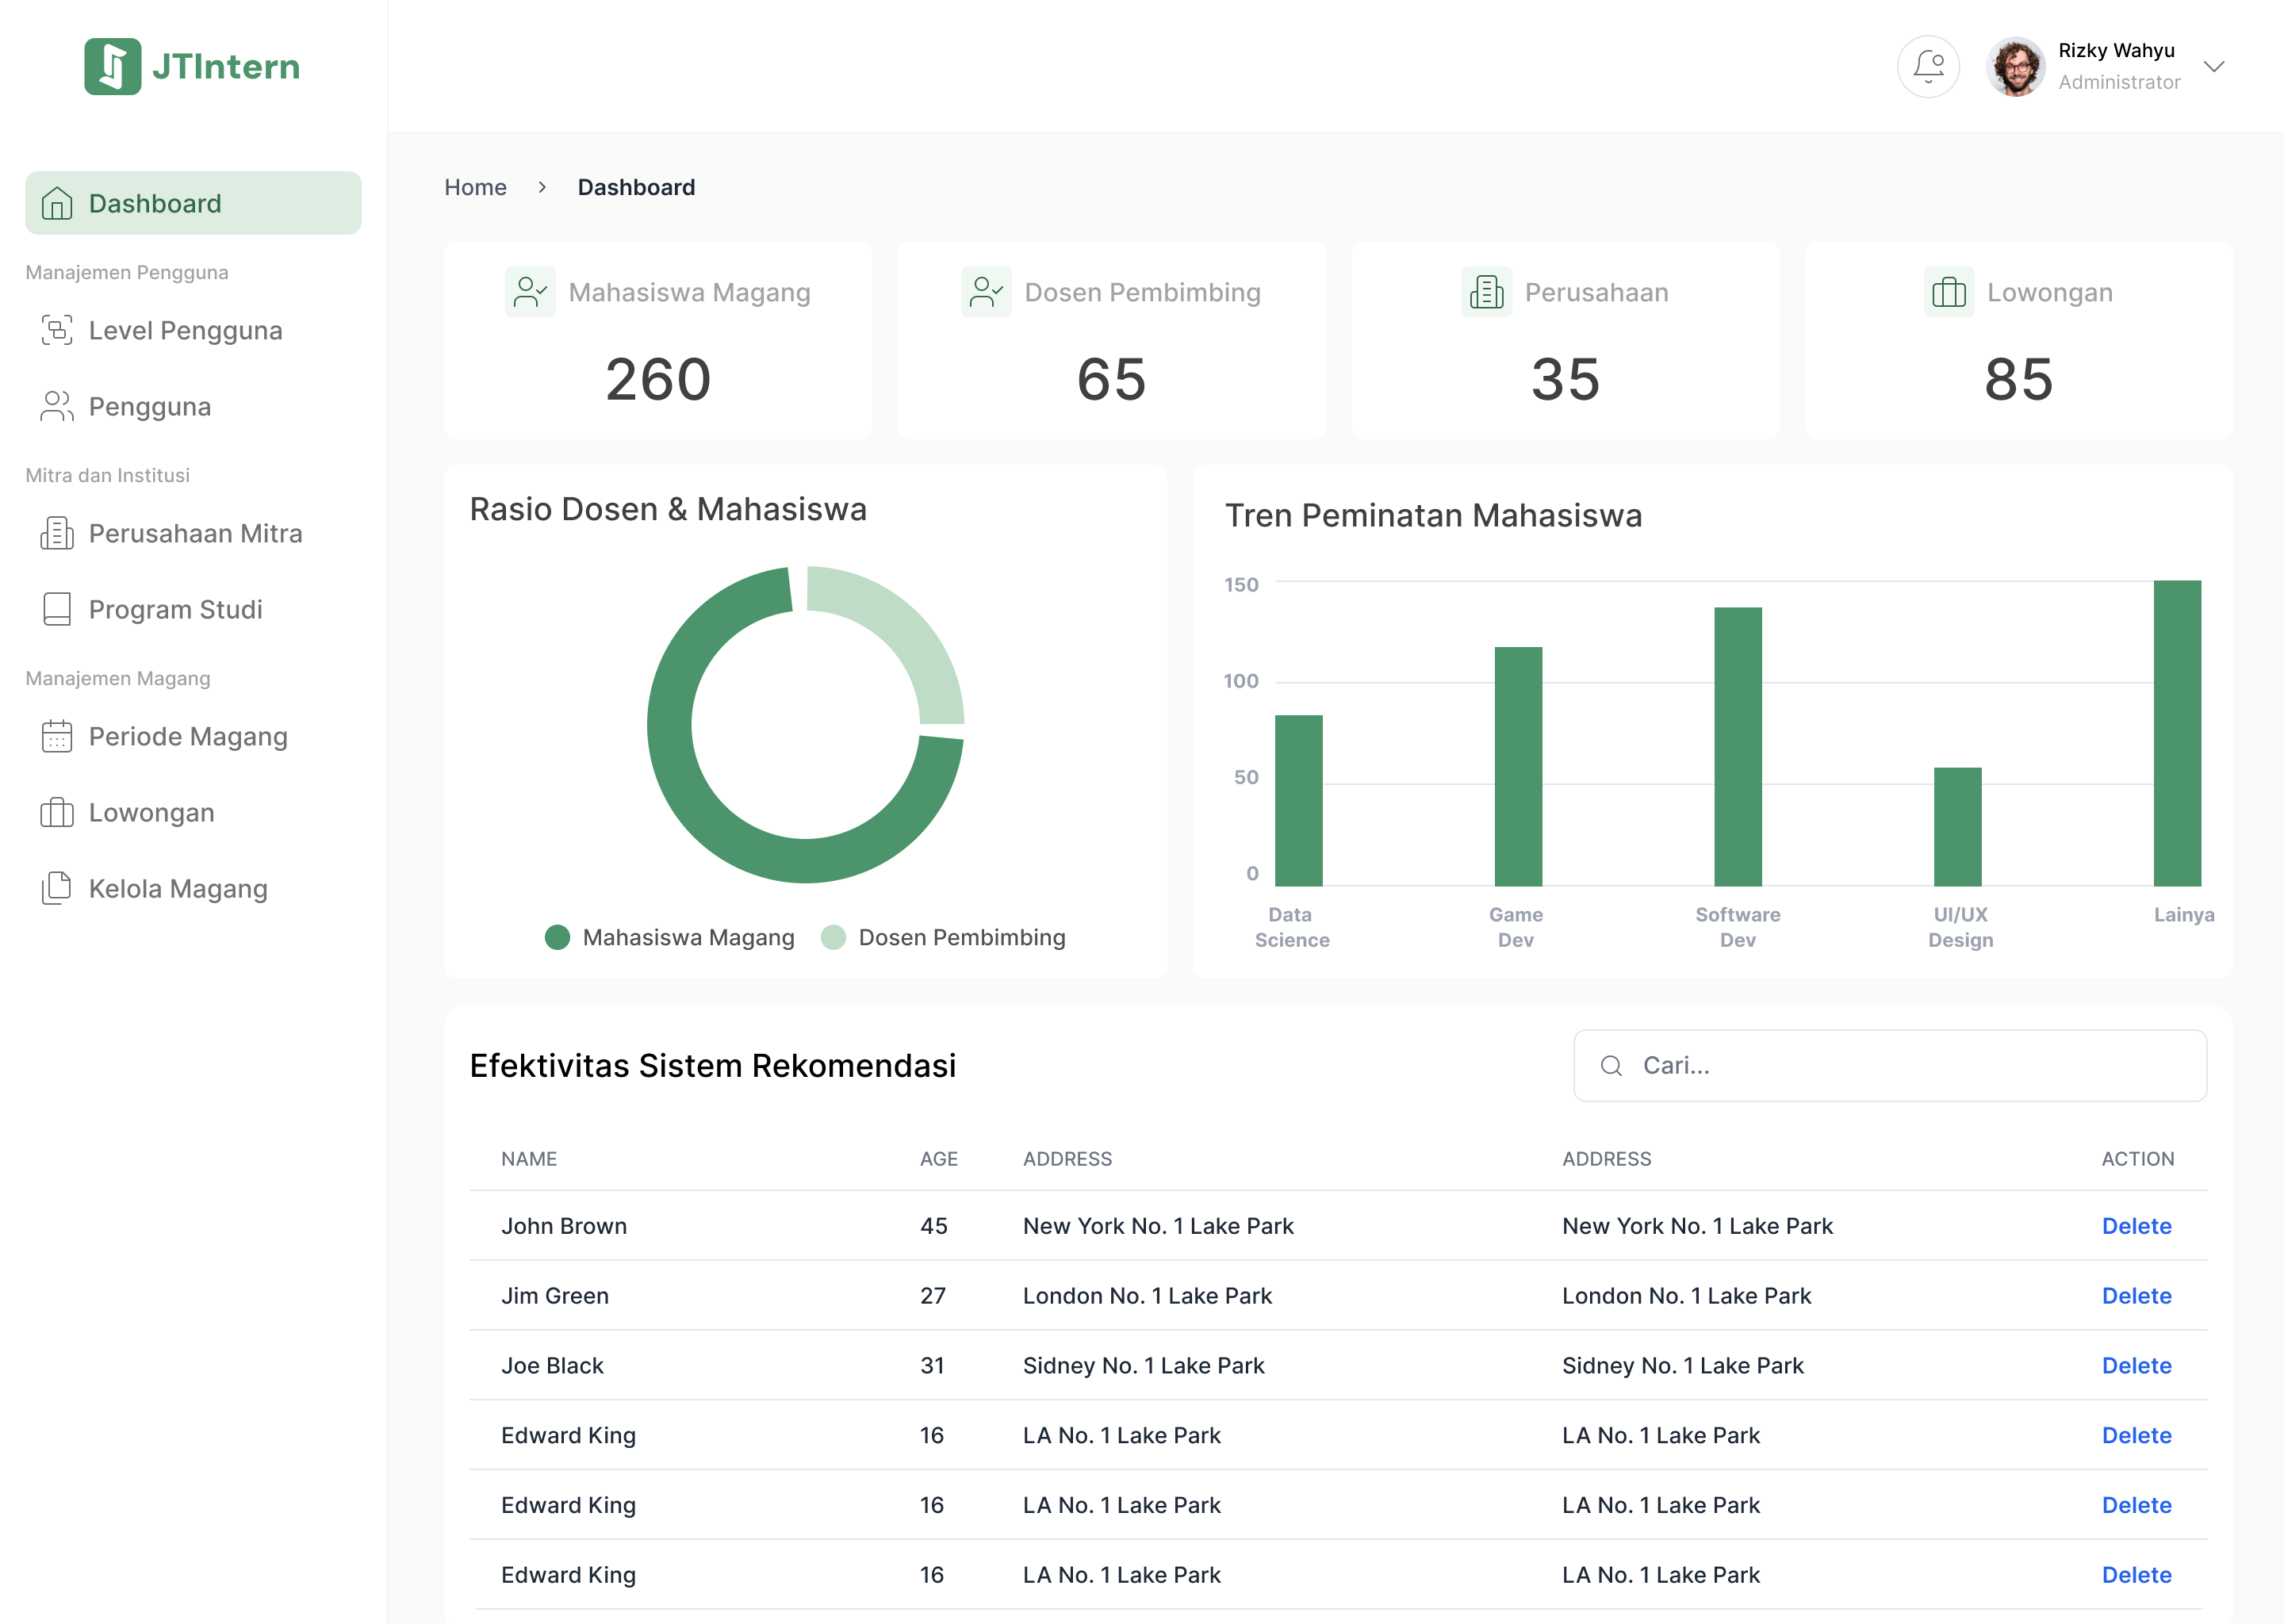 JTIntern
Rizky Wahyu
Administrator
Dashboard
Manajemen Pengguna
Level Pengguna
Pengguna
Mitra dan Institusi
Perusahaan Mitra
Program Studi
Manajemen Magang
Periode Magang
Lowongan
Kelola Magang
Home > Dashboard
Mahasiswa Magang
260
Dosen Pembimbing
65
Perusahaan
35
Lowongan
85
Rasio Dosen & Mahasiswa
Mahasiswa Magang
Dosen Pembimbing
Tren Peminatan Mahasiswa
150
100
50
0
Data
Science
Game
Dev
Software
Dev
UI/UX
Design
Lainya
Efektivitas Sistem Rekomendasi
Cari...
NAME AGE ADDRESS ADDRESS ACTION
John Brown 45 New York No. 1 Lake Park New York No. 1 Lake Park Delete
Jim Green 27 London No. 1 Lake Park London No. 1 Lake Park Delete
Joe Black 31 Sidney No. 1 Lake Park Sidney No. 1 Lake Park Delete
Edward King 16 LA No. 1 Lake Park LA No. 1 Lake Park Delete
Edward King 16 LA No. 1 Lake Park LA No. 1 Lake Park Delete
Edward King 16 LA No. 1 Lake Park LA No. 1 Lake Park Delete